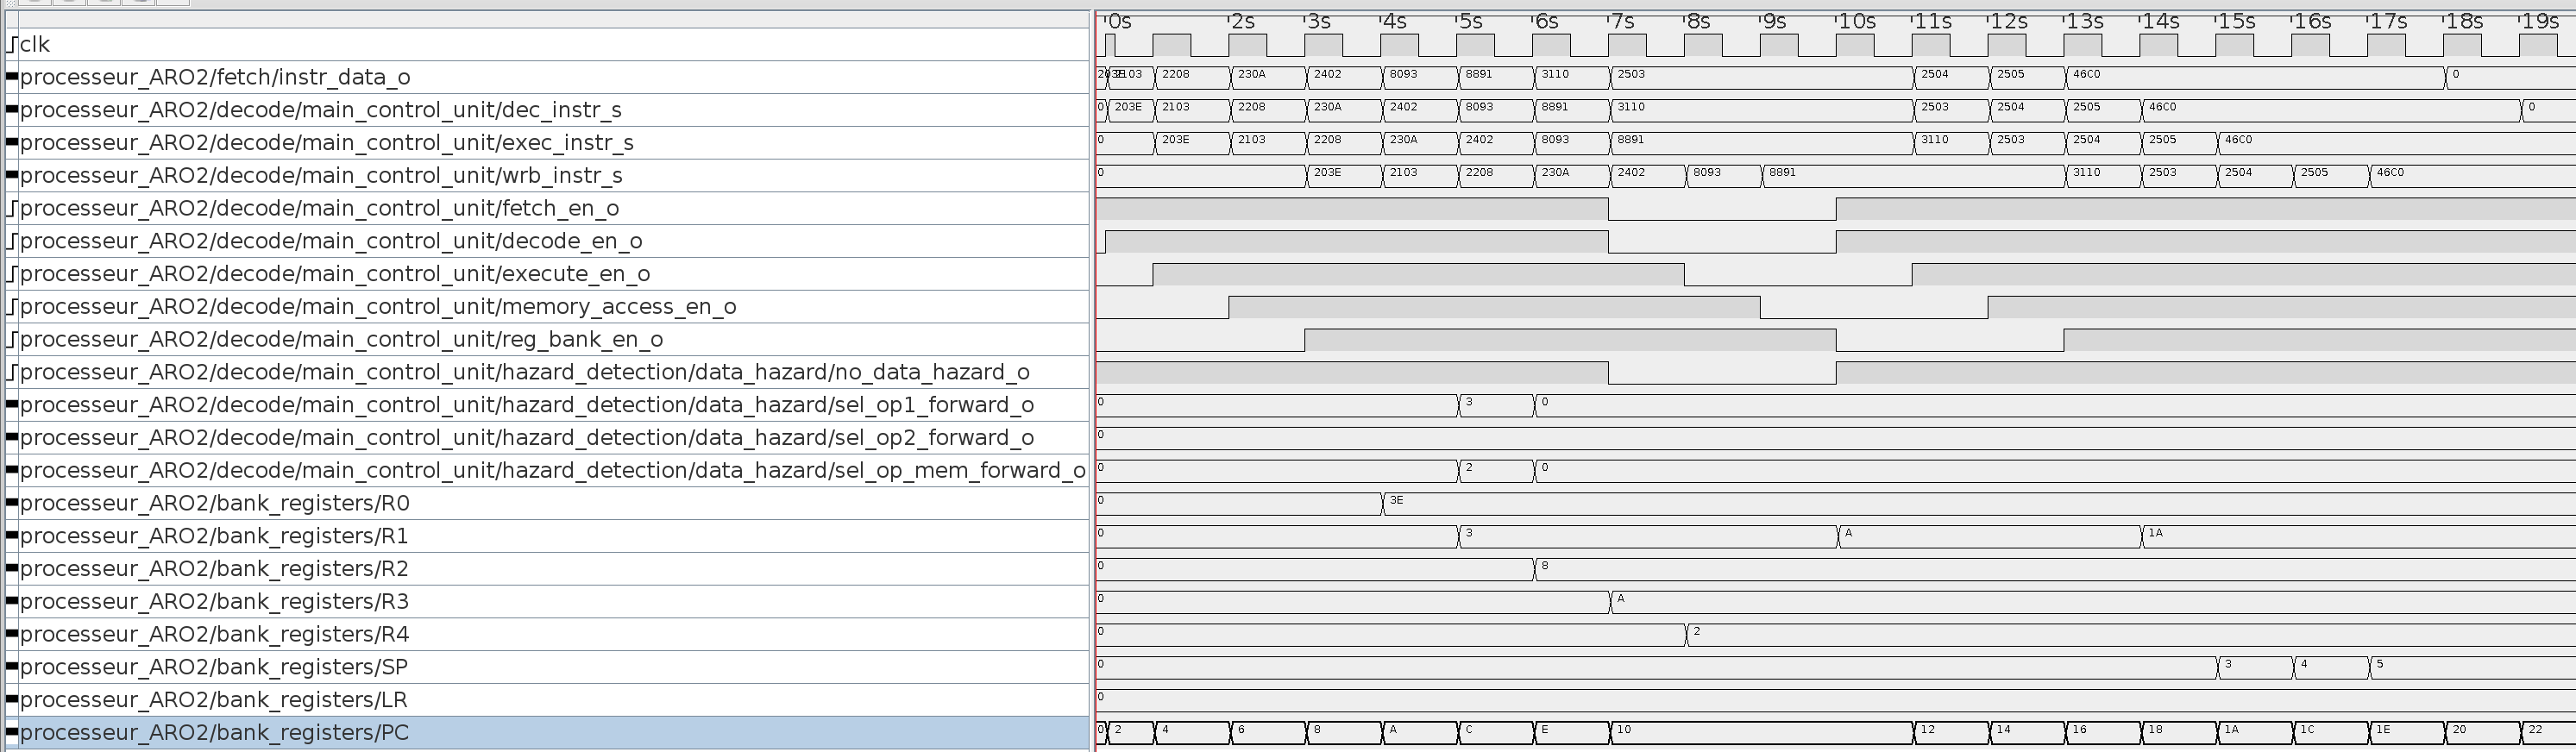 0s 2s 3s 4s 5s 6s 7s 8s 9s 10s 11s 12s 13s 14s 15s 16s 17s 18s 19s
clk
processeur_ARO2/fetch/instr_data_o 2103 2208 230A 2402 8093 8891 3110 2503 2504 2505 46C0 0
processeur_ARO2/decode/main_control_unit/dec_instr_s 0 203E 2103 2208 230A 2402 8093 8891 3110 2503 2504 2505 46C0 0
processeur_ARO2/decode/main_control_unit/exec_instr_s 0 203E 2103 2208 230A 2402 8093 8891 3110 2503 2504 2505 46C0
processeur_ARO2/decode/main_control_unit/wrb_instr_s 0 203E 2103 2208 230A 2402 8093 8891 3110 2503 2504 2505 46C0
processeur_ARO2/decode/main_control_unit/fetch_en_o
processeur_ARO2/decode/main_control_unit/decode_en_o
processeur_ARO2/decode/main_control_unit/execute_en_o
processeur_ARO2/decode/main_control_unit/memory_access_en_o
processeur_ARO2/decode/main_control_unit/reg_bank_en_o
processeur_ARO2/decode/main_control_unit/hazard_detection/data_hazard/no_data_hazard_o
processeur_ARO2/decode/main_control_unit/hazard_detection/data_hazard/sel_op1_forward_o 0 3 0
processeur_ARO2/decode/main_control_unit/hazard_detection/data_hazard/sel_op2_forward_o 0
processeur_ARO2/decode/main_control_unit/hazard_detection/data_hazard/sel_op_mem_forward_o 0 2 0
processeur_ARO2/bank_registers/R0 0 3E
processeur_ARO2/bank_registers/R1 0 3 A 1A
processeur_ARO2/bank_registers/R2 0 8
processeur_ARO2/bank_registers/R3 0 A
processeur_ARO2/bank_registers/R4 0 2
processeur_ARO2/bank_registers/SP 0 3 4 5
processeur_ARO2/bank_registers/LR 0
processeur_ARO2/bank_registers/PC 0 2 4 6 8 A C E 10 12 14 16 18 1A 1C 1E 20 22